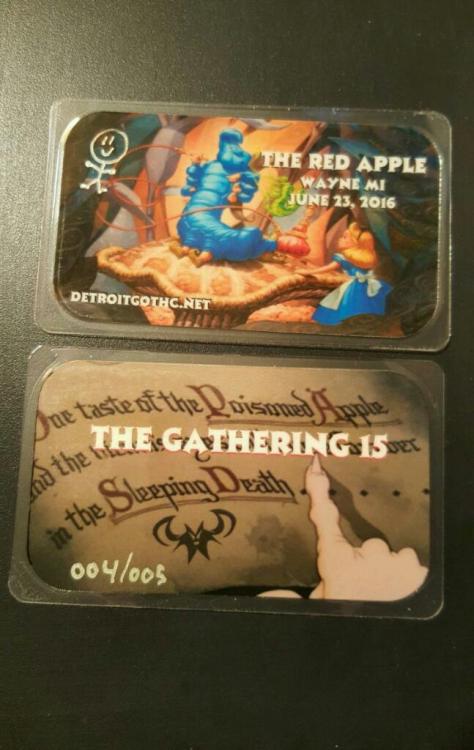 THE RED APPLE
WAYNE MI
JUNE 23, 2016
DETROITGOTHC.NET
One taste of the Poisoned Apple
THE GATHERING 15
and the
in the Sleeping Death
004/005